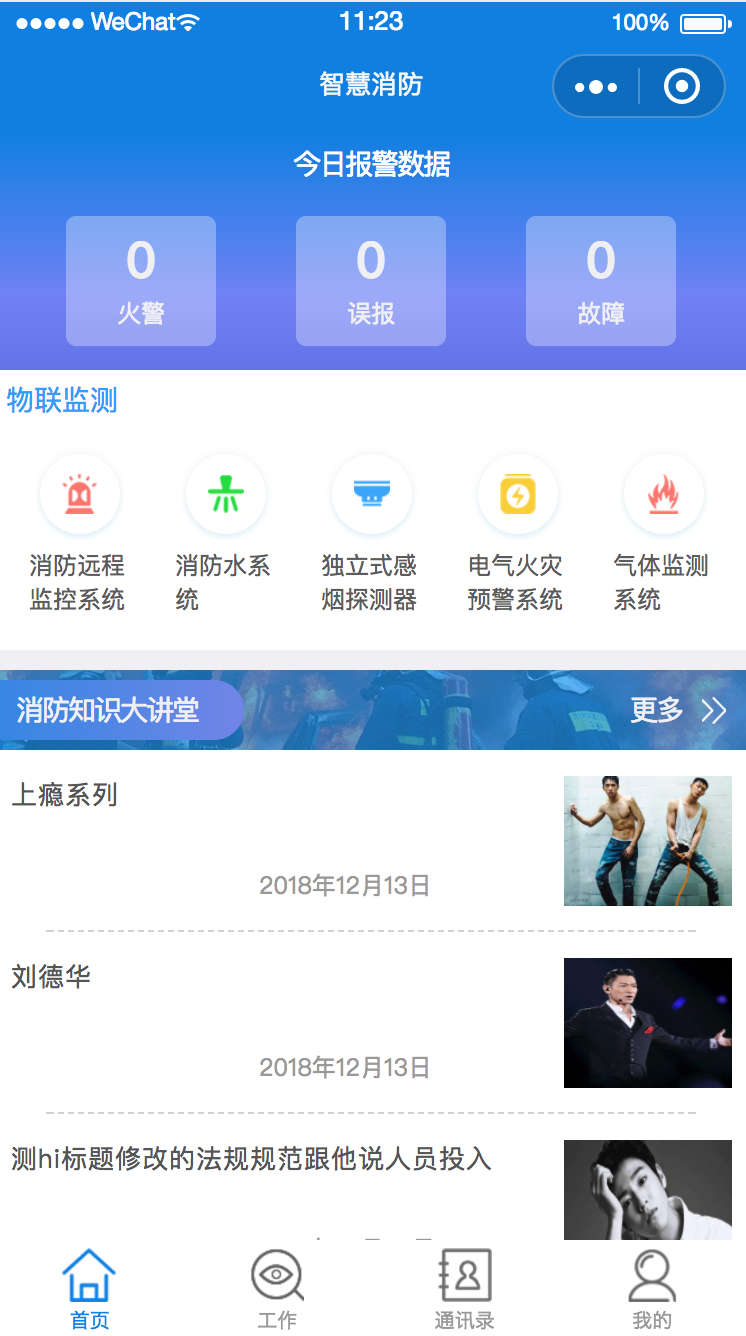 WeChat 11:23 100%
智慧消防
今日报警数据
0 0 0
火警 误报 故障
物联监测
消防远程监控系统
消防水系统
独立式感烟探测器
电气火灾预警系统
气体监测系统
消防知识大讲堂 更多
上瘾系列
2018年12月13日
刘德华
2018年12月13日
测hi标题修改的法规规范跟他说人员投入
首页 工作 通讯录 我的